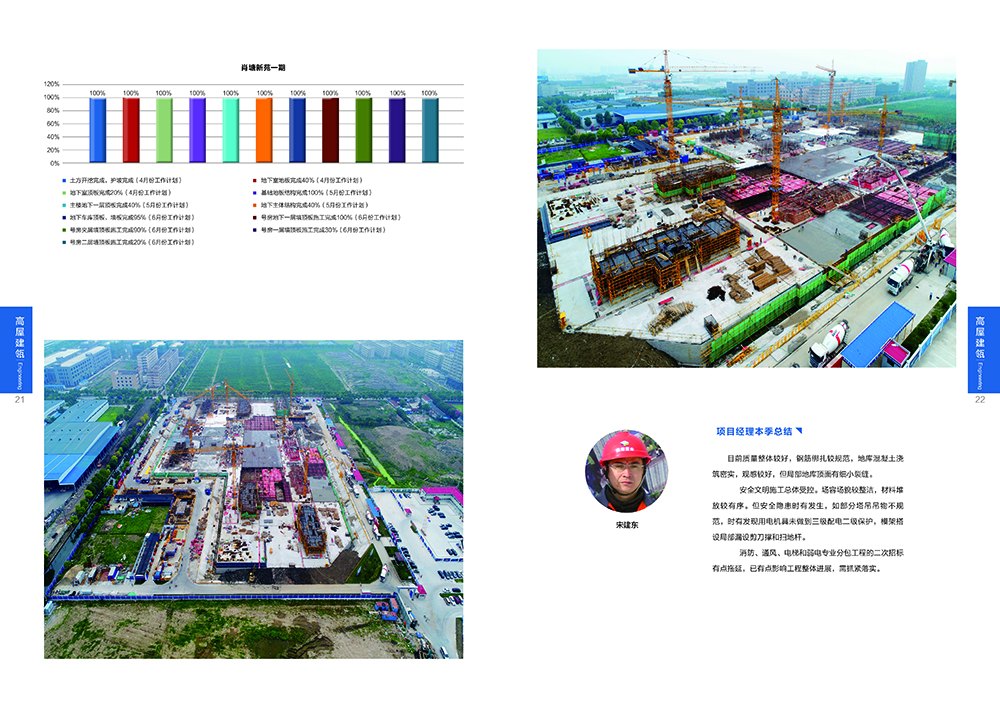 肖塘新苑一期
120%
100%
80%
60%
40%
20%
0%
100% 100% 100% 100% 100% 100% 100% 100% 100% 100% 100%
土方开挖完成，护坡完成（4月份工作计划）
地下室地板完成40%（4月份工作计划）
地下室顶板完成20%（4月份工作计划）
基础地板结构完成100%（5月份工作计划）
主楼地下一层顶板完成40%（5月份工作计划）
地下主体结构完成40%（5月份工作计划）
地下车库顶板，墙板完成95%（6月份工作计划）
号房地下一层墙顶板施工完成100%（6月份工作计划）
号房夹层墙顶板施工完成90%（6月份工作计划）
号房一层墙顶板施工完成30%（6月份工作计划）
号房二层墙顶板施工完成20%（6月份工作计划）
高屋建瓴
Engineering
21
高屋建瓴
Engineering
22
项目经理本季总结
宋建东
目前质量整体较好，钢筋绑扎较规范，地库混凝土浇
筑密实，观感较好，但局部地库顶面有细小裂缝。
安全文明施工总体受控。场容场貌较整洁，材料堆
放较有序。但安全隐患时有发生。如部分塔吊吊物不规
范，时有发现用电机具未做到三级配电二级保护，模架搭
设局部漏设剪刀撑和扫地杆。
消防、通风、电梯和弱电专业分包工程的二次招标
有点拖延，已有点影响工程整体进展，需抓紧落实。